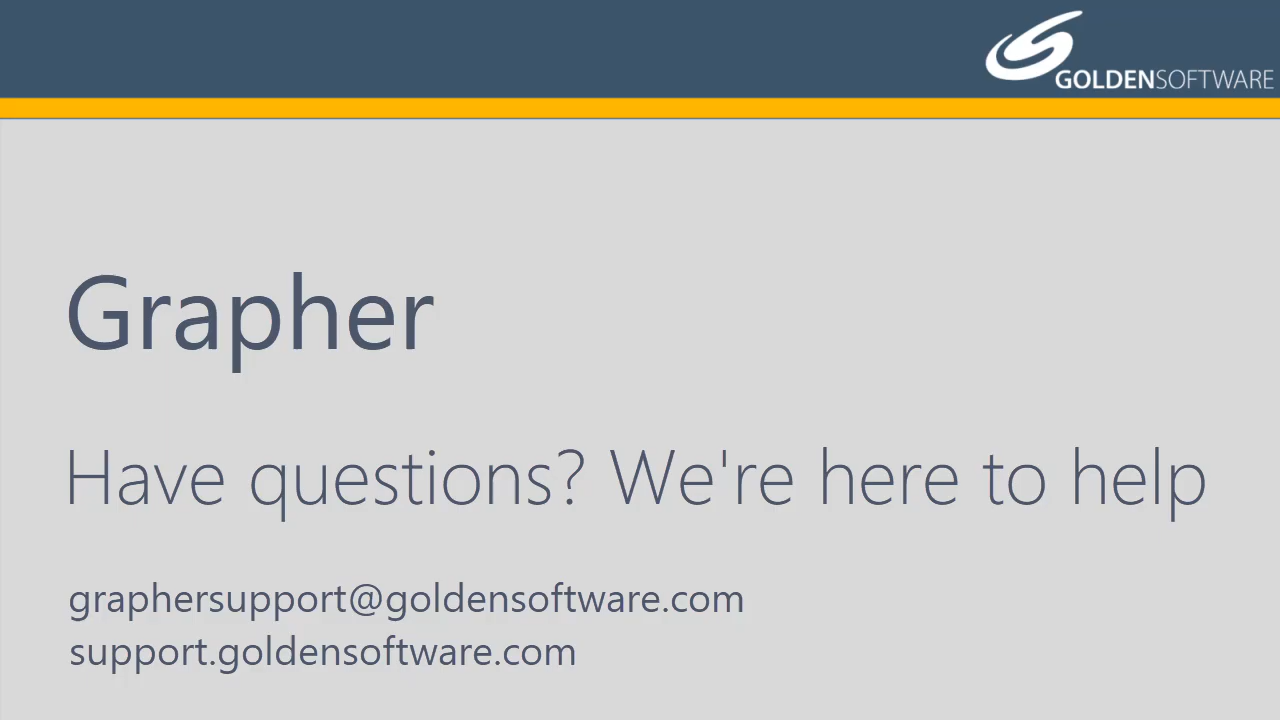 GOLDENSOFTWARE
Grapher
Have questions? We're here to help
graphersupport@goldensoftware.com
support.goldensoftware.com